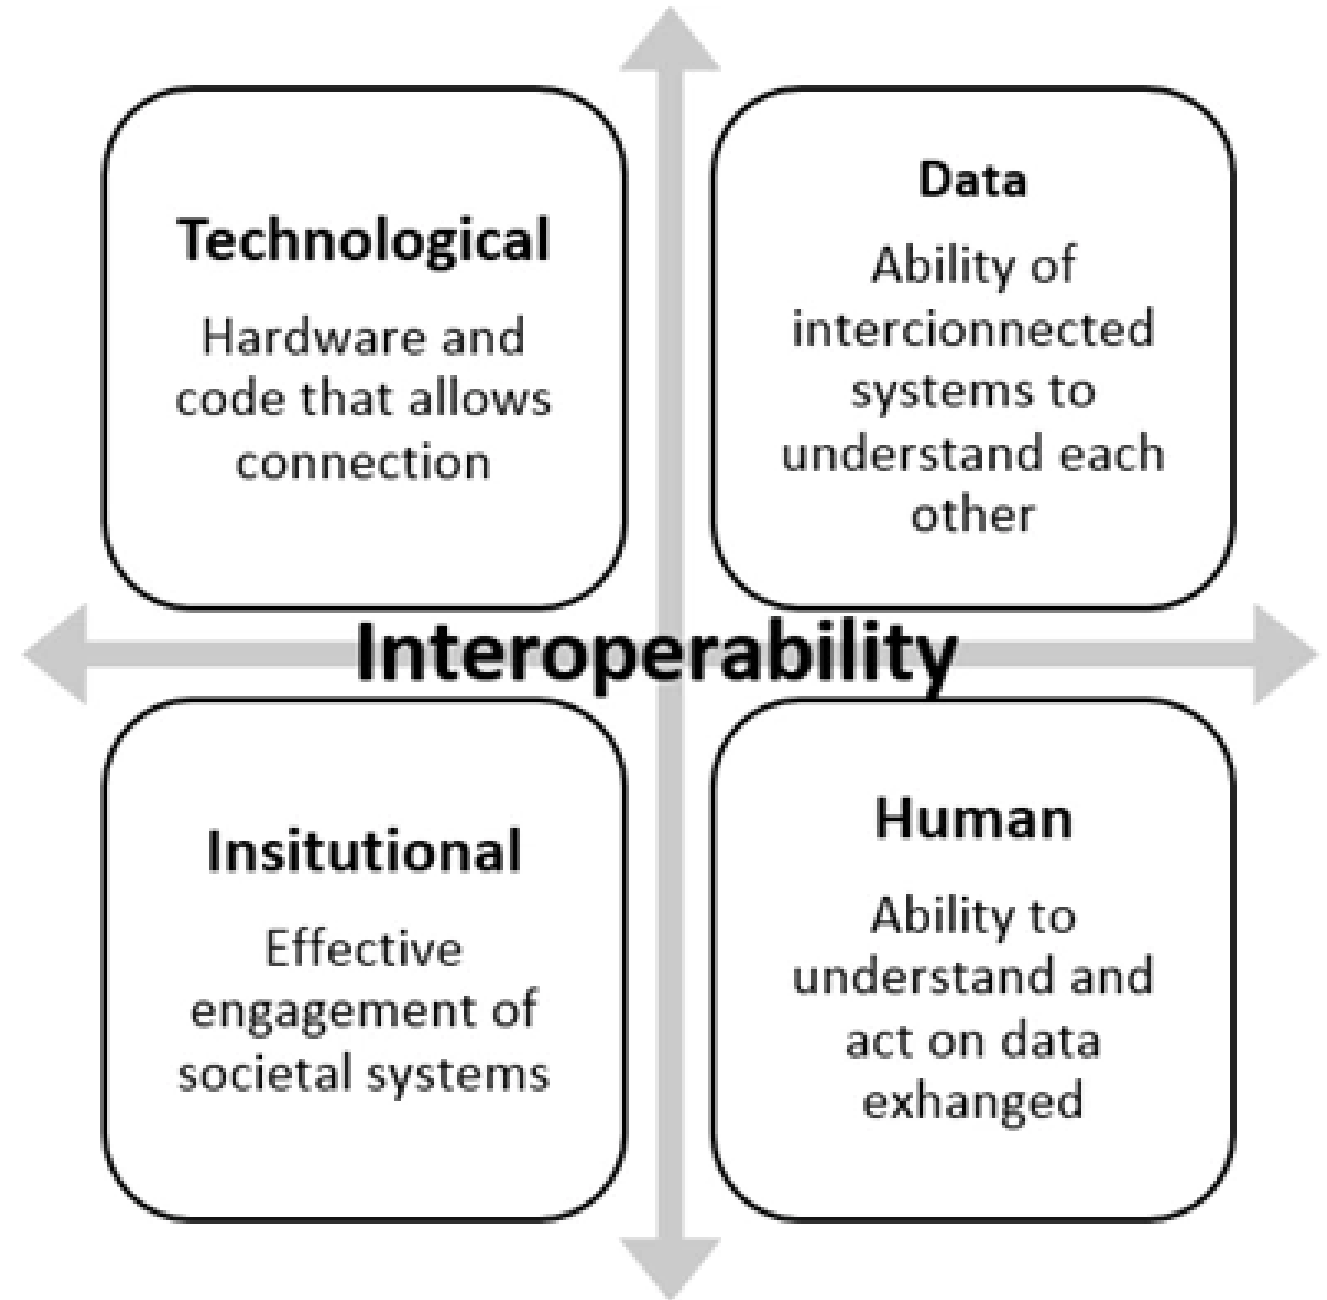 Technological
Hardware and
code that allows
connection
Data
Ability of
intercionnected
systems to
understand each
other
Interoperability
Insitutional
Effective
engagement of
societal systems
Human
Ability to
understand and
act on data
exhanged